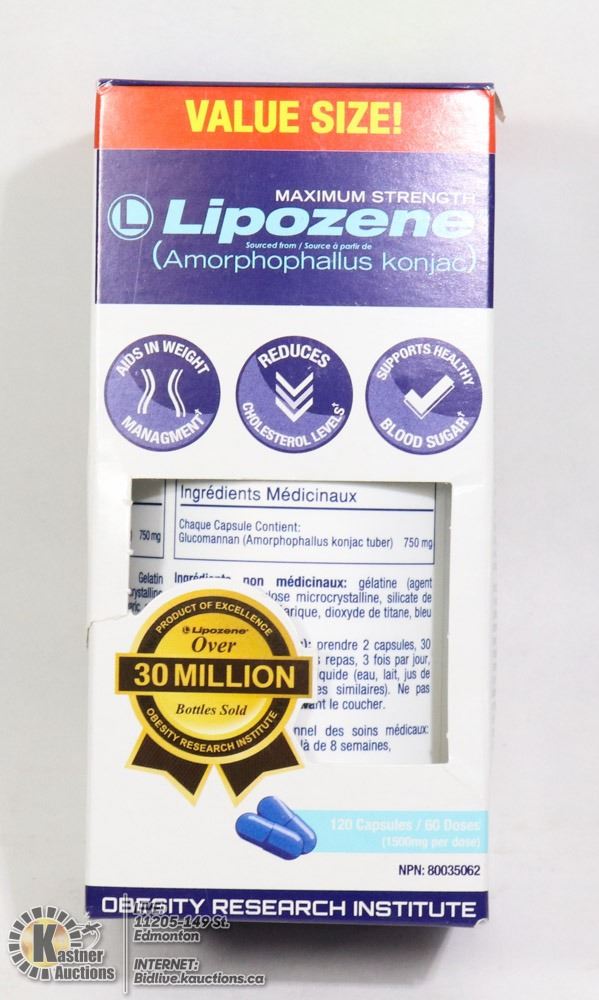 VALUE SIZE!
MAXIMUM STRENGTH
L Lipozene
Sourced from / Source à partir de
(Amorphophallus konjac)
AIDS IN WEIGHT
MANAGMENT†
REDUCES
CHOLESTEROL LEVELS†
SUPPORTS HEALTHY
BLOOD SUGAR†
Ingrédients Médicinaux
Chaque Capsule Contient:
750 mg
Glucomannan (Amorphophallus konjac tuber) 750 mg
Gelatin
non médicinaux: gélatine (agent
microcrystalline, silicate de
dioxyde de titane, bleu
prendre 2 capsules, 30
repas, 3 fois par jour,
(eau, lait, jus de
similaires). Ne pas
le coucher.
des soins médicaux:
de 8 semaines,
PRODUCT OF EXCELLENCE
L Lipozene
Over
30 MILLION
Bottles Sold
OBESITY RESEARCH INSTITUTE
120 Capsules / 60 Doses
(1500mg per dose)
NPN: 80035062
OBESITY RESEARCH INSTITUTE
Kastner
Auctions
LIVE:
11205-149 St.
Edmonton
INTERNET:
Bidlive.kauctions.ca